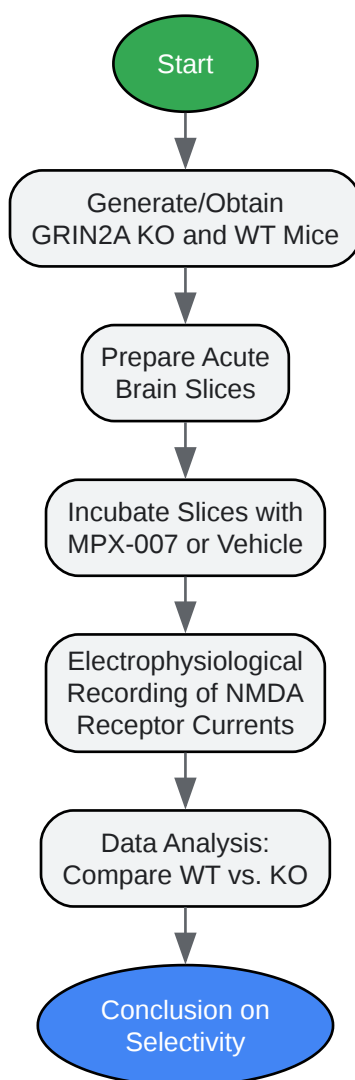 Start
Generate/Obtain
GRIN2A KO and WT Mice
Prepare Acute
Brain Slices
Incubate Slices with
MPX-007 or Vehicle
Electrophysiological
Recording of NMDA
Receptor Currents
Data Analysis:
Compare WT vs. KO
Conclusion on
Selectivity